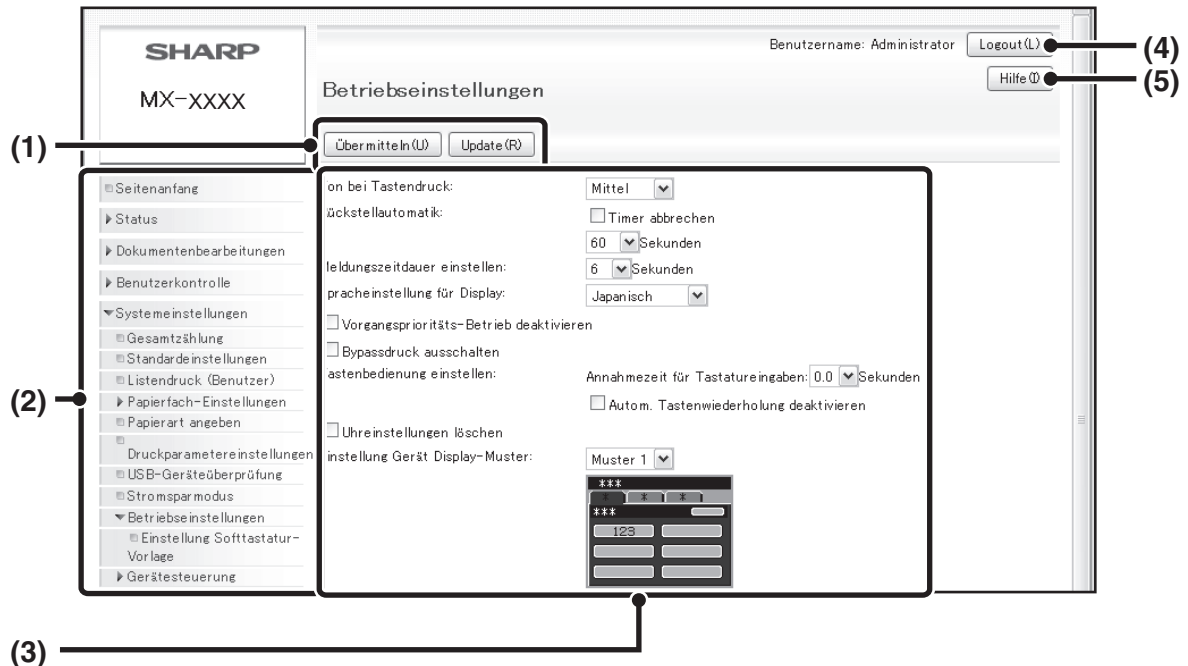 SHARP
MX-XXXX
Benutzername: Administrator Logout(L)
(4)
Hilfe(I)
(5)
Betriebseinstellungen
(1)
Übermitteln(U) Update(R)
(2)
Seitenanfang
Status
Dokumentenbearbeitungen
Benutzerkontrolle
Systemeinstellungen
Gesamtzählung
Standardeinstellungen
Listendruck (Benutzer)
Papierfach-Einstellungen
Papierart angeben
Druckparametereinstellungen
USB-Geräteüberprüfung
Stromsparmodus
Betriebseinstellungen
Einstellung Softtastatur-
Vorlage
Gerätesteuerung
on bei Tastendruck: Mittel
ückstellautomatik: Timer abbrechen
60 Sekunden
eldungszeitdauer einstellen: 6 Sekunden
pracheinstellung für Display: Japanisch
Vorgangsprioritäts-Betrieb deaktivieren
Bypassdruck ausschalten
astenbedienung einstellen: Annahmezeit für Tastatureingaben: 0.0 Sekunden
Autom. Tastenwiederholung deaktivieren
Uhreinstellungen löschen
instellung Gerät Display-Muster: Muster 1
***
* * *
***
123
(3)